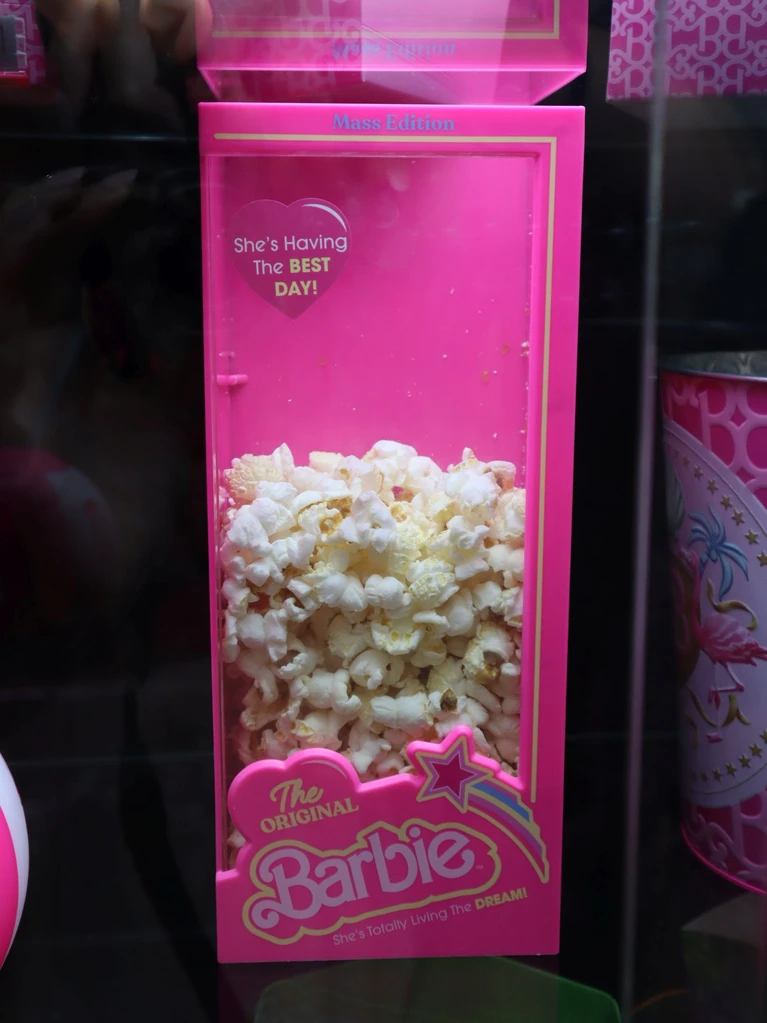 Mass Edition
She's Having
The BEST
DAY!
The
ORIGINAL
Barbie
She's Totally Living The DREAM!